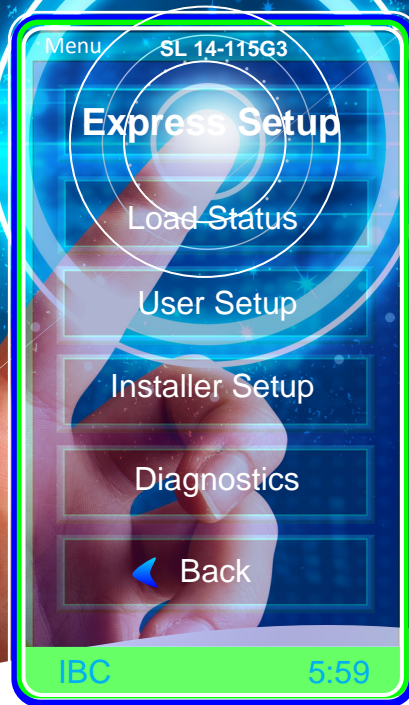 Menu SL 14-115G3
Express Setup
Load Status
User Setup
Installer Setup
Diagnostics
Back
IBC 5:59